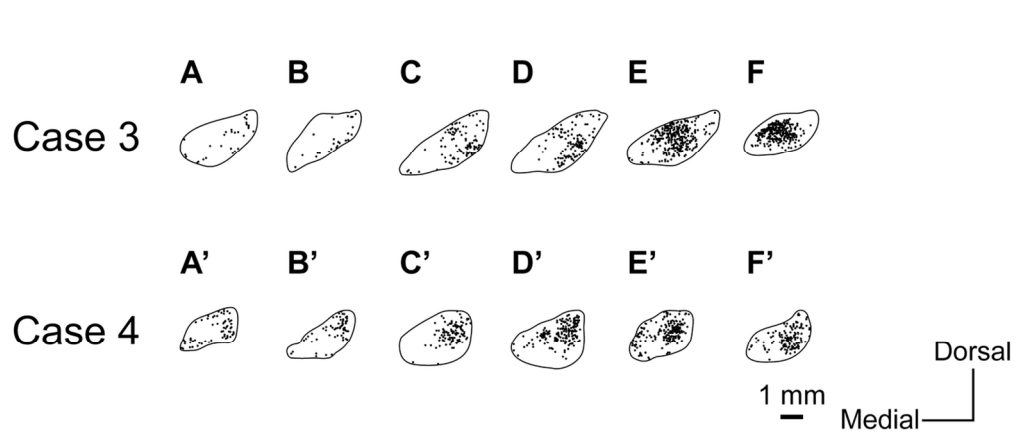 A B C D E F
Case 3
A’ B’ C’ D’ E’ F’
Case 4
Dorsal
1 mm
Medial